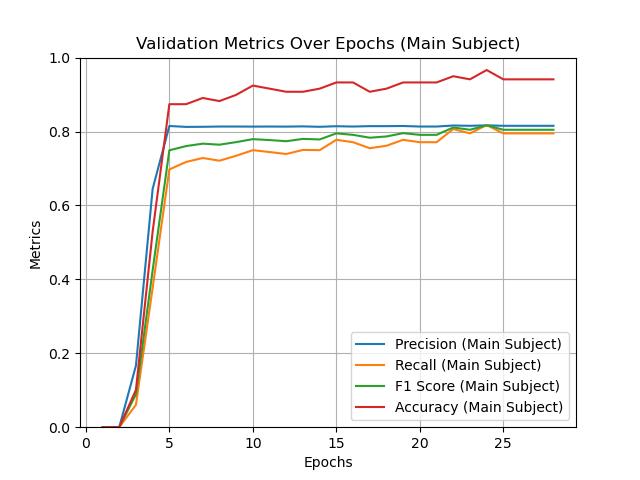 Validation Metrics Over Epochs (Main Subject)
1.0
0.8
0.6
0.4
0.2
0.0
Metrics
0
5
10
15
20
25
Epochs
Precision (Main Subject)
Recall (Main Subject)
F1 Score (Main Subject)
Accuracy (Main Subject)